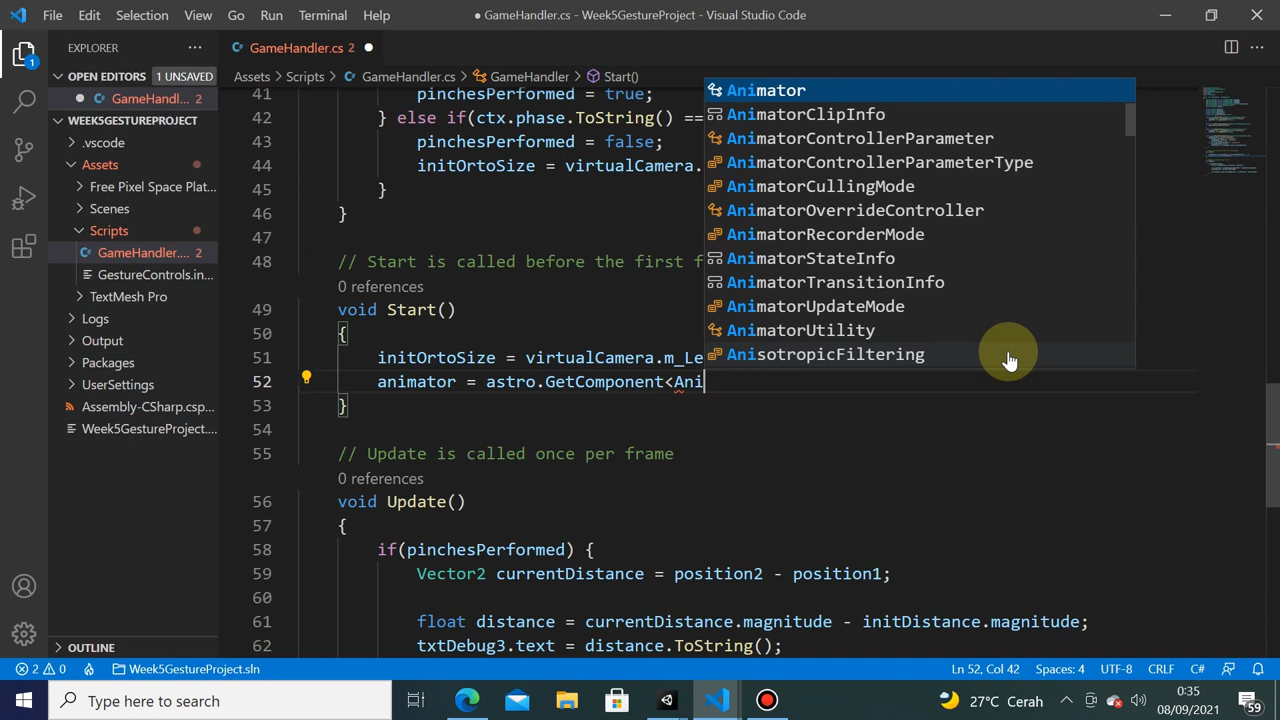 File Edit Selection View Go Run Terminal Help
● GameHandler.cs - Week5GestureProject - Visual Studio Code
EXPLORER
GameHandler.cs 2
OPEN EDITORS 1 UNSAVED
GameHandl... 2
WEEK5GESTUREPROJECT
.vscode
Assets
Free Pixel Space Plat...
Scenes
Scripts
GameHandler.... 2
GestureControls.in...
TextMesh Pro
Logs
Output
Packages
UserSettings
Assembly-CSharp.csp...
Week5GestureProject....
OUTLINE
Assets > Scripts > GameHandler.cs > GameHandler > Start()
41 pinchesPerformed = true;
42 } else if(ctx.phase.ToString() ==
43 pinchesPerformed = false;
44 initOrtoSize = virtualCamera.
45 }
46 }
47
48 // Start is called before the first f
0 references
49 void Start()
50 {
51 initOrtoSize = virtualCamera.m_Le
52 animator = astro.GetComponent<Ani
53 }
54
55 // Update is called once per frame
0 references
56 void Update()
57 {
58 if(pinchesPerformed) {
59 Vector2 currentDistance = position2 - position1;
60
61 float distance = currentDistance.magnitude - initDistance.magnitude;
62 txtDebug3.text = distance.ToString();
Animator
AnimatorClipInfo
AnimatorControllerParameter
AnimatorControllerParameterType
AnimatorCullingMode
AnimatorOverrideController
AnimatorRecorderMode
AnimatorStateInfo
AnimatorTransitionInfo
AnimatorUpdateMode
AnimatorUtility
AnisotropicFiltering
1
2 0 Week5GestureProject.sln
Ln 52, Col 42 Spaces: 4 UTF-8 CRLF C#
Type here to search
27°C Cerah
0:35
08/09/2021
59